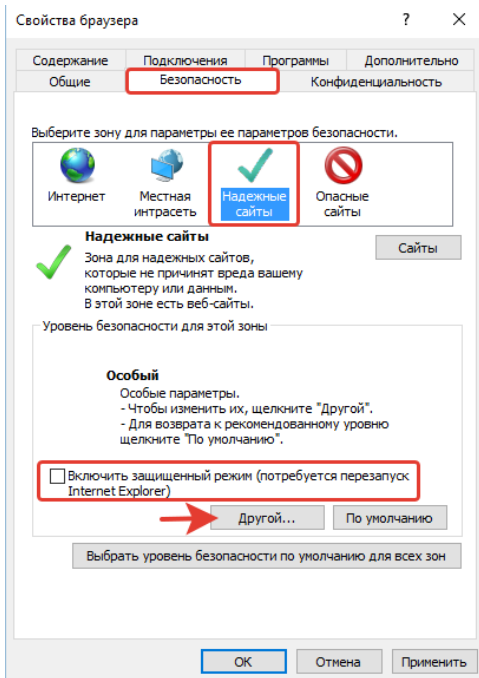 Свойства браузера
?
Содержание Подключения Программы Дополнительно
Общие Безопасность Конфиденциальность
Выберите зону для параметры ее параметров безопасности.
Интернет
Местная
интрасеть
Надежные
сайты
Опасные
сайты
Надежные сайты
Зона для надежных сайтов,
которые не причинят вреда вашему
компьютеру или данным.
В этой зоне есть веб-сайты.
Сайты
Уровень безопасности для этой зоны
Особый
Особые параметры.
- Чтобы изменить их, щелкните "Другой".
- Для возврата к рекомендованному уровню
щелкните "По умолчанию".
Включить защищенный режим (потребуется перезапуск
Internet Explorer)
Другой... По умолчанию
Выбрать уровень безопасности по умолчанию для всех зон
ОК Отмена Применить